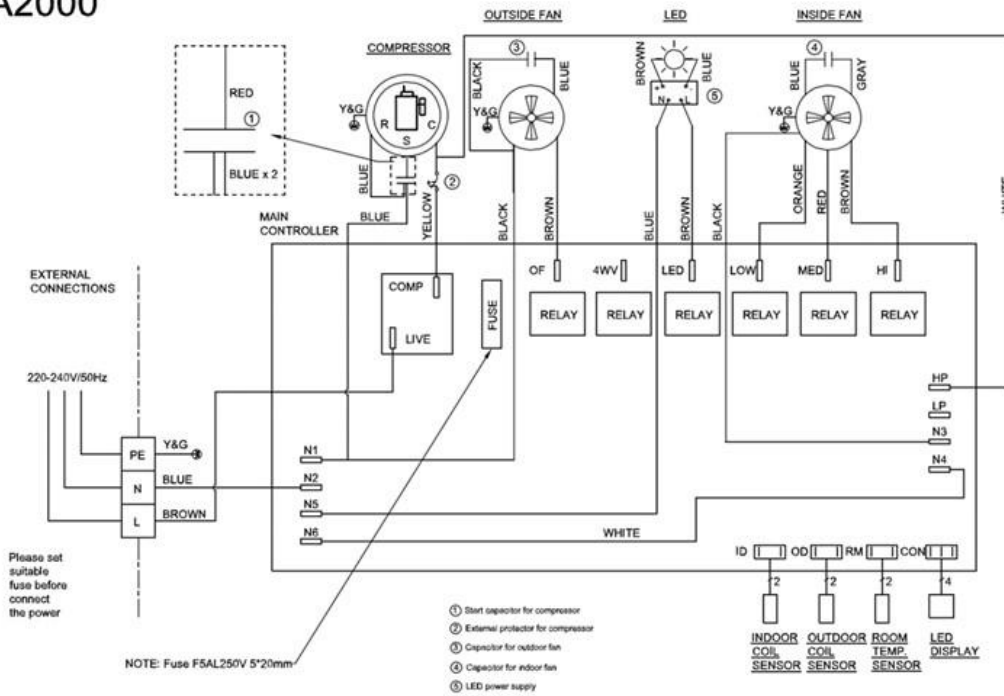 A2000
OUTSIDE FAN
LED
INSIDE FAN
COMPRESSOR
RED
1
BLUE x 2
Y&G
R
C
S
BLUE
BLUE
YELLOW
2
3
BLACK
BLUE
Y&G
BLACK
BROWN
BROWN
BLUE
N
L
5
BLUE
BROWN
4
BLUE
GRAY
Y&G
BLACK
ORANGE
RED
BROWN
WHITE
MAIN
CONTROLLER
EXTERNAL
CONNECTIONS
COMP
LIVE
FUSE
OF
4WV
LED
LOW
MED
HI
RELAY
RELAY
RELAY
RELAY
RELAY
RELAY
220-240V/50Hz
PE
Y&G
N
BLUE
L
BROWN
N1
N2
N5
N6
WHITE
HP
LP
N3
N4
ID
OD
RM
CON
2
2
2
4
INDOOR
COIL
SENSOR
OUTDOOR
COIL
SENSOR
ROOM
TEMP.
SENSOR
LED
DISPLAY
Please set
suitable
fuse before
connect
the power
NOTE: Fuse F5AL250V 5*20mm
1 Start capacitor for compressor
2 External protector for compressor
3 Capacitor for outdoor fan
4 Capacitor for indoor fan
5 LED power supply